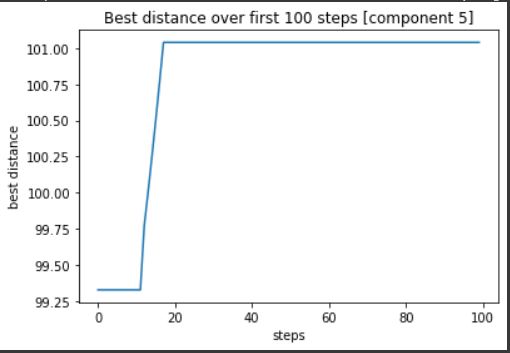 Best distance over first 100 steps [component 5]
101.00
100.75
100.50
100.25
100.00
99.75
99.50
99.25
best distance
0 20 40 60 80 100
steps